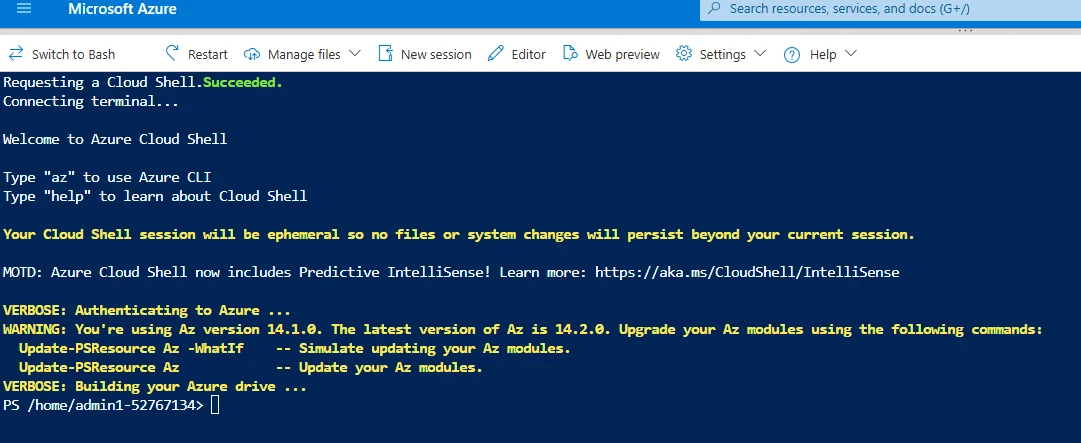 Microsoft Azure
Search resources, services, and docs (G+/)
Switch to Bash Restart Manage files New session Editor Web preview Settings Help
Requesting a Cloud Shell.Succeeded.
Connecting terminal...
Welcome to Azure Cloud Shell
Type "az" to use Azure CLI
Type "help" to learn about Cloud Shell
Your Cloud Shell session will be ephemeral so no files or system changes will persist beyond your current session.
MOTD: Azure Cloud Shell now includes Predictive IntelliSense! Learn more: https://aka.ms/CloudShell/IntelliSense
VERBOSE: Authenticating to Azure ...
WARNING: You're using Az version 14.1.0. The latest version of Az is 14.2.0. Upgrade your Az modules using the following commands:
  Update-PSResource Az -WhatIf    -- Simulate updating your Az modules.
  Update-PSResource Az            -- Update your Az modules.
VERBOSE: Building your Azure drive ...
PS /home/admin1-52767134>